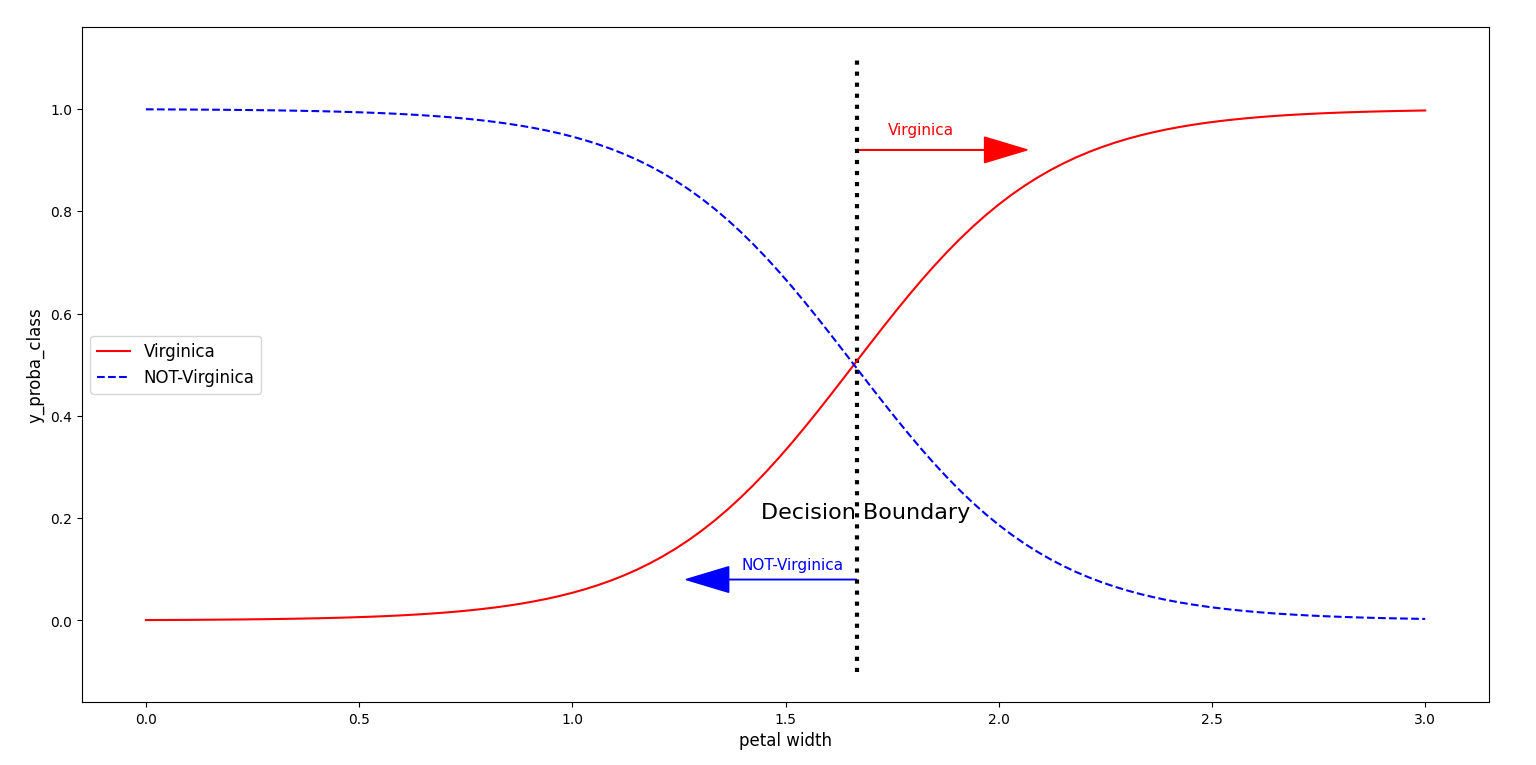 1.0
0.8
0.6
0.4
0.2
0.0
y_proba_class
Virginica
NOT-Virginica
Virginica
Decision Boundary
NOT-Virginica
0.0
0.5
1.0
1.5
2.0
2.5
3.0
petal width